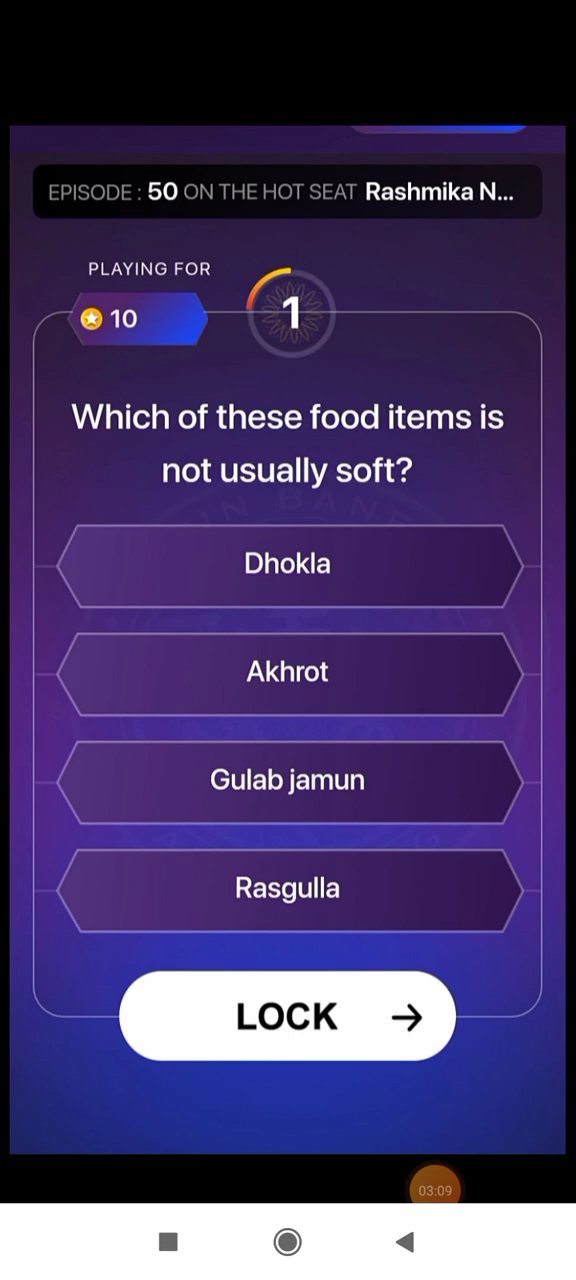 EPISODE : 50 ON THE HOT SEAT Rashmika N...
PLAYING FOR
10
1
Which of these food items is
not usually soft?
Dhokla
Akhrot
Gulab jamun
Rasgulla
LOCK
03:09